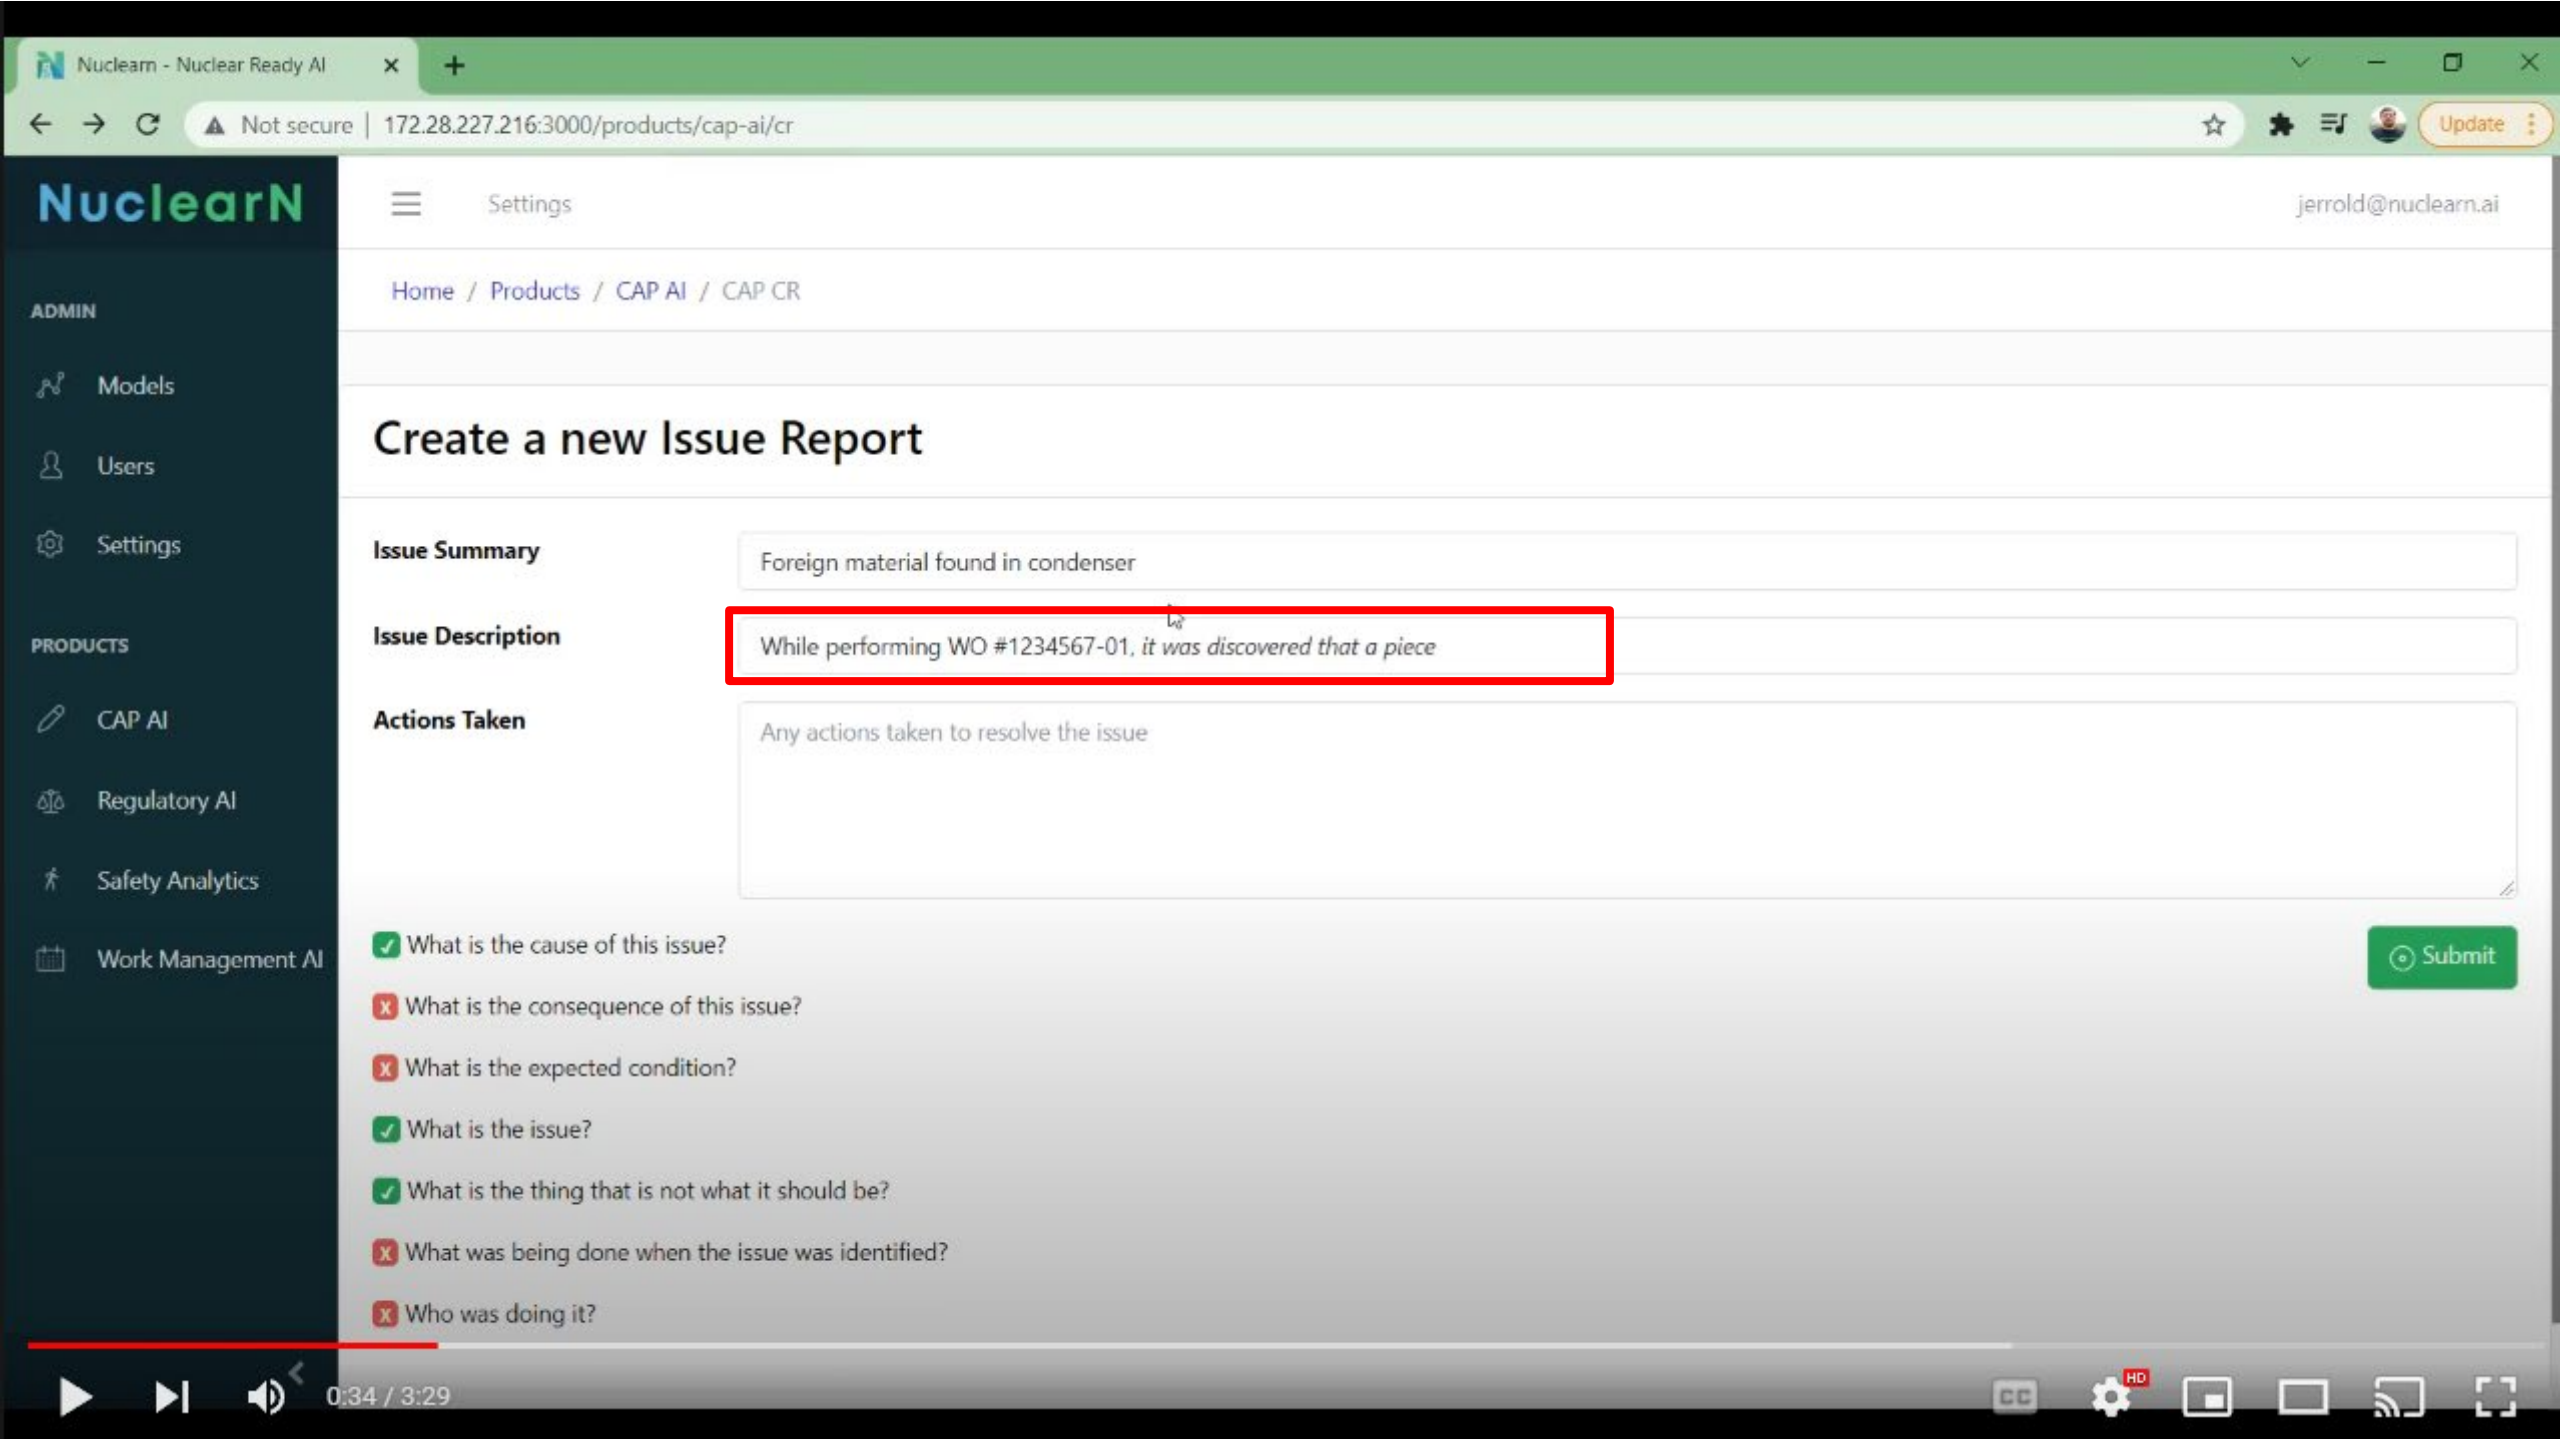 Nuclearn - Nuclear Ready AI
Not secure | 172.28.227.216:3000/products/cap-ai/cr
Update
NuclearN
Settings
jerrold@nuclearn.ai
Home / Products / CAP AI / CAP CR
ADMIN
Models
Users
Settings
PRODUCTS
CAP AI
Regulatory AI
Safety Analytics
Work Management AI
Create a new Issue Report
Issue Summary
Foreign material found in condenser
Issue Description
While performing WO #1234567-01, it was discovered that a piece
Actions Taken
Any actions taken to resolve the issue
What is the cause of this issue?
Submit
What is the consequence of this issue?
What is the expected condition?
What is the issue?
What is the thing that is not what it should be?
What was being done when the issue was identified?
Who was doing it?
0:34 / 3:29
CC
HD